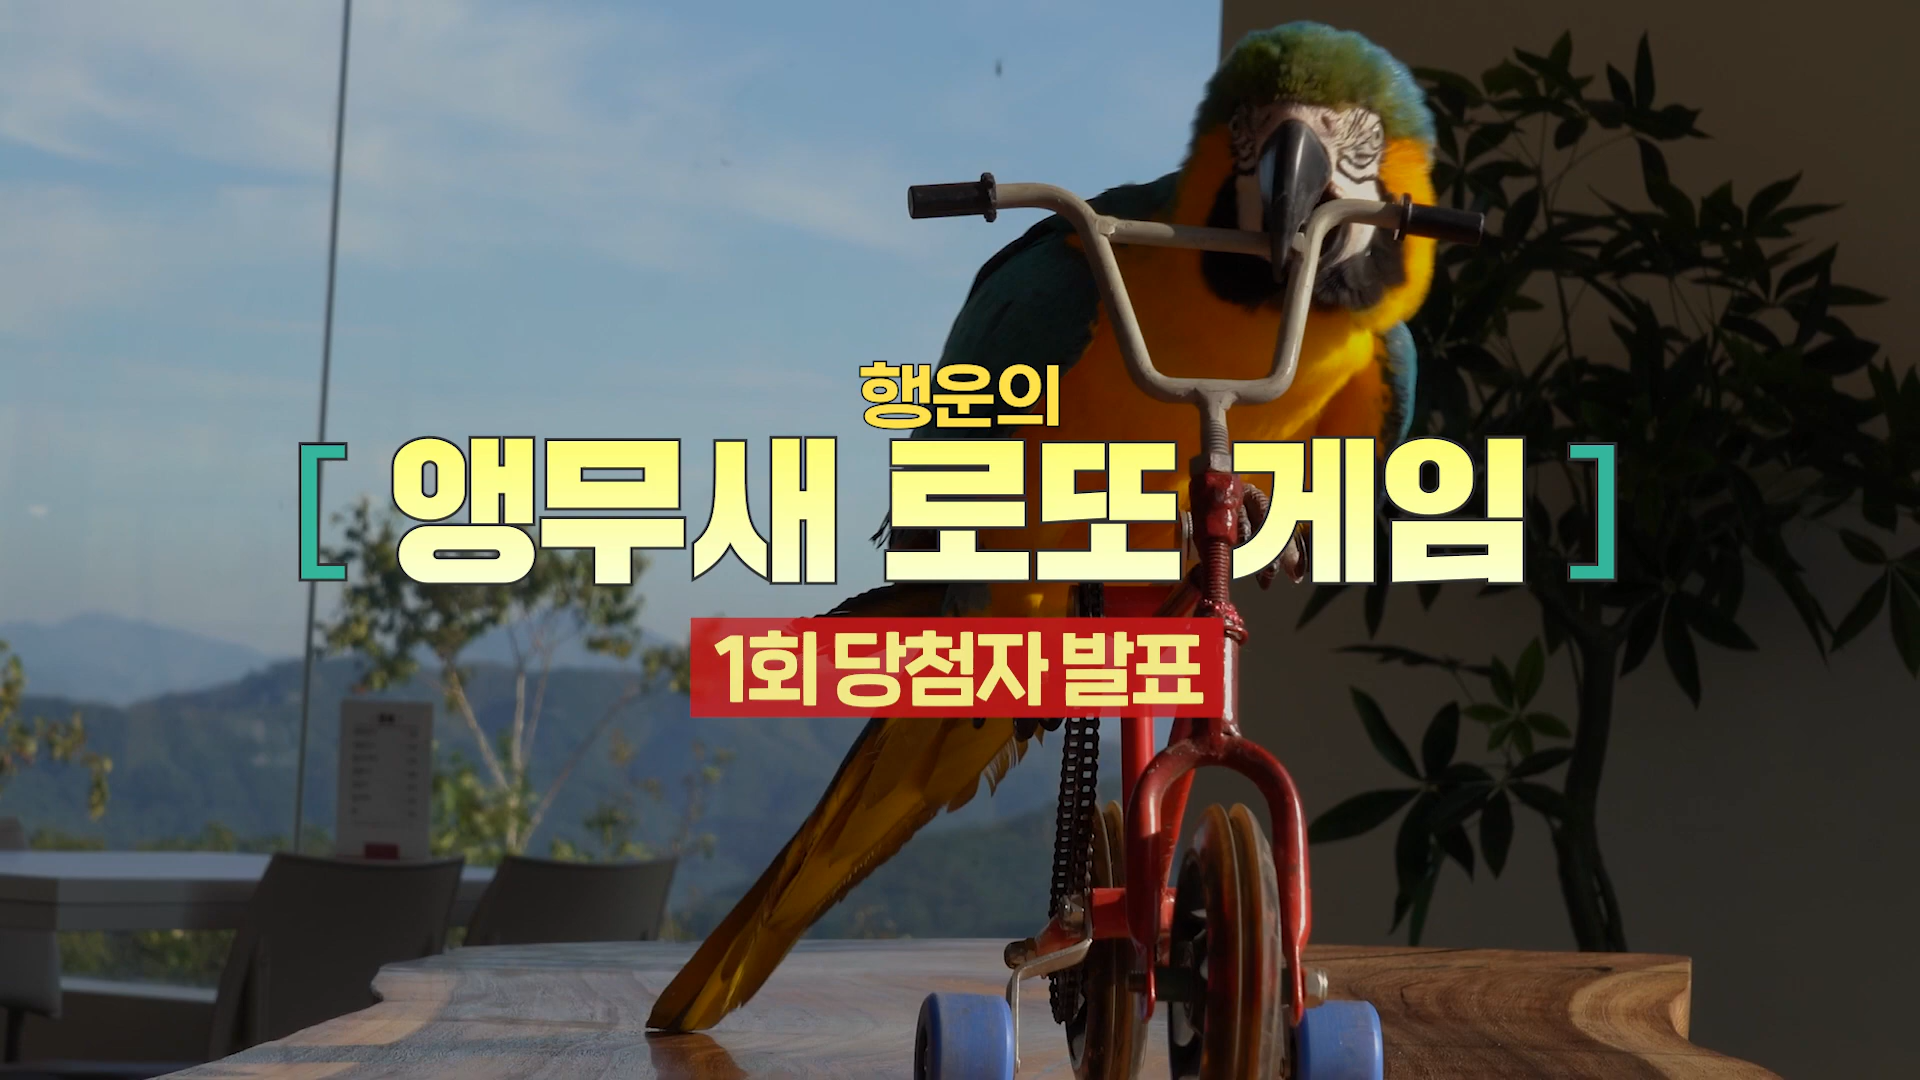 행운의
[ 앵무새 로또 게임 ]
1회 당첨자 발표